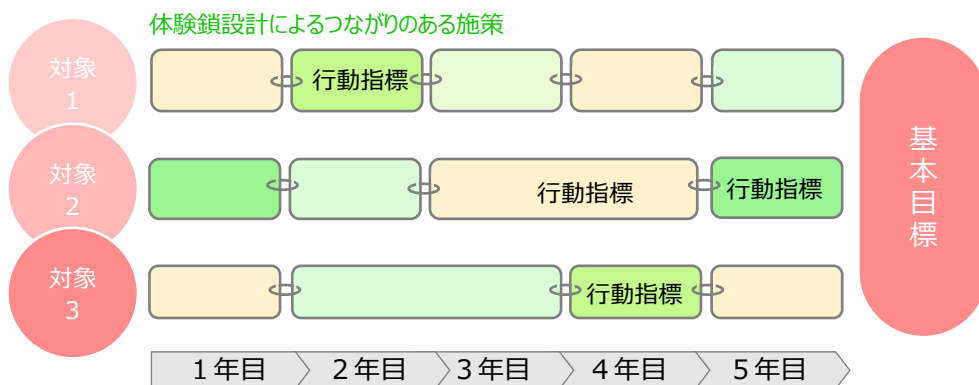 体験鎖設計によるつながりのある施策
対象
1
行動指標
対象
2
行動指標
行動指標
対象
3
行動指標
基本目標
１年目
２年目
３年目
４年目
５年目